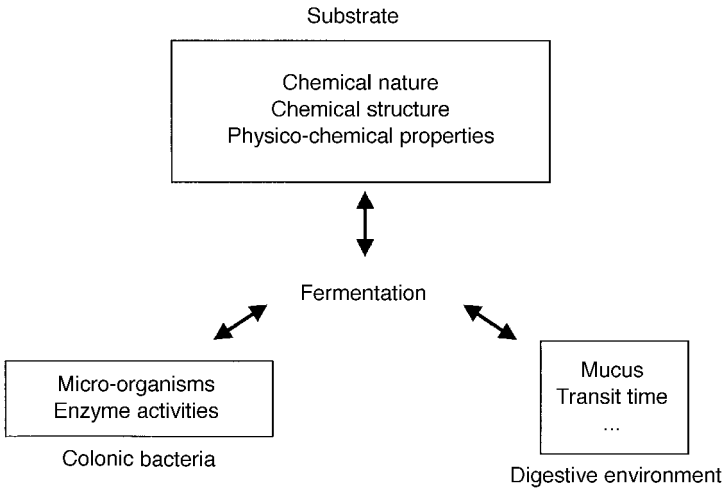 Substrate
Chemical nature
Chemical structure
Physico-chemical properties
Fermentation
Micro-organisms
Enzyme activities
Colonic bacteria
Mucus
Transit time
...
Digestive environment